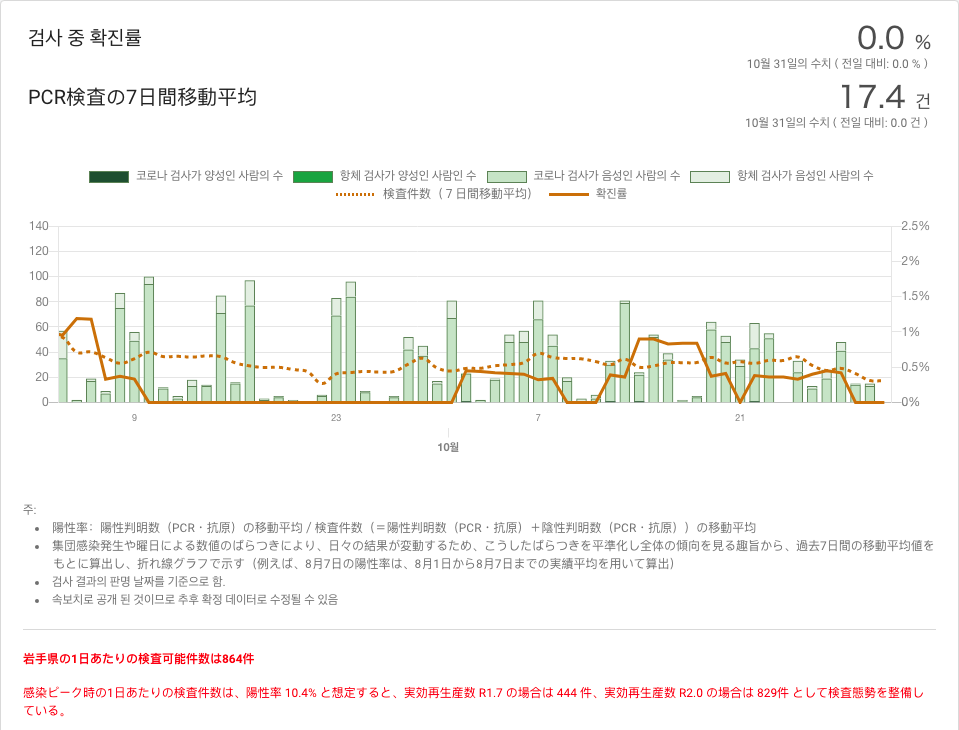 검사 중 확진률
0.0 %
10월 31일의 수치 ( 전일 대비: 0.0 % )
PCR検査の7日間移動平均
17.4 건
10월 31일의 수치 ( 전일 대비: 0.0 건 )
코로나 검사가 양성인 사람의 수 항체 검사가 양성인 사람인 수 코로나 검사가 음성인 사람의 수 항체 검사가 음성인 사람의 수
検査件数（７日間移動平均） 확진률
140 2.5%
120 2%
100 1.5%
80 1%
60 0.5%
40 0%
20
0
9 23 7 21
10월
주:
陽性率：陽性判明数（PCR・抗原）の移動平均 / 検査件数（＝陽性判明数（PCR・抗原）＋陰性判明数（PCR・抗原））の移動平均
集団感染発生や曜日による数値のばらつきにより、日々の結果が変動するため、こうしたばらつきを平準化し全体の傾向を見る趣旨から、過去7日間の移動平均値を
もとに算出し、折れ線グラフで示す（例えば、8月7日の陽性率は、8月1日から8月7日までの実績平均を用いて算出）
검사 결과의 판명 날짜를 기준으로 함.
속보치로 공개 된 것이므로 추후 확정 데이터로 수정될 수 있음
岩手県の1日あたりの検査可能件数は864件
感染ピーク時の1日あたりの検査件数は、陽性率 10.4% と想定すると、実効再生産数 R1.7 の場合は 444 件、実効再生産数 R2.0 の場合は 829件 として検査態勢を整備し
ている。